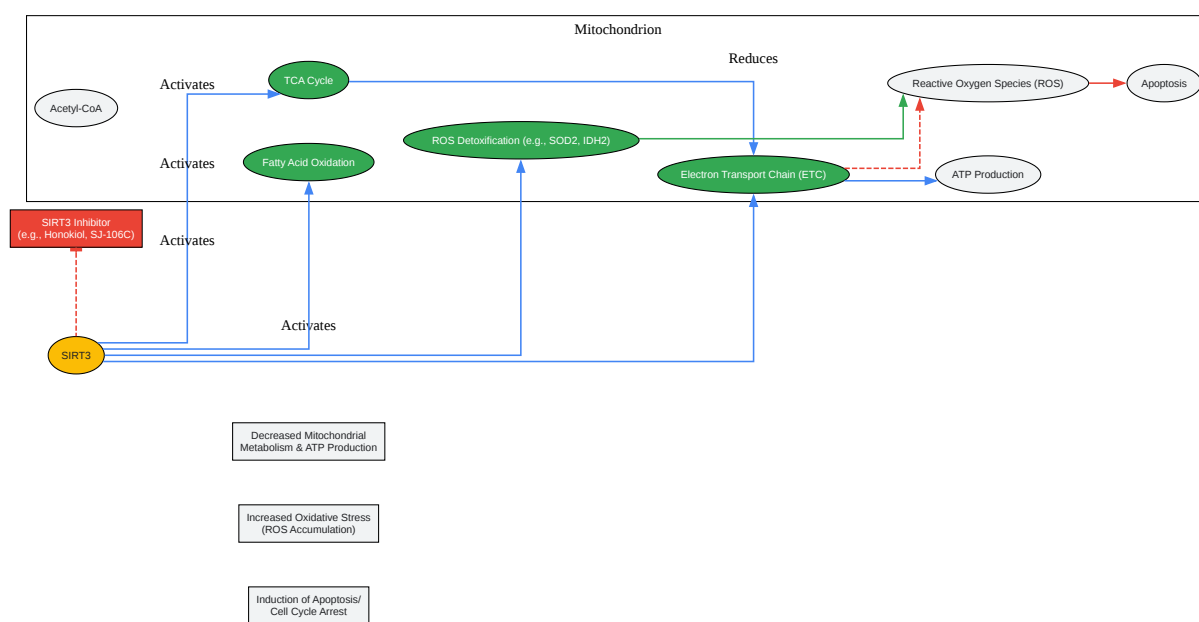 Mitochondrion
Reduces
Activates
TCA Cycle
Reactive Oxygen Species (ROS)
Apoptosis
Acetyl-CoA
ROS Detoxification (e.g., SOD2, IDH2)
Activates
Fatty Acid Oxidation
Electron Transport Chain (ETC)
ATP Production
SIRT3 Inhibitor
(e.g., Honokiol, SJ-106C)
Activates
Activates
SIRT3
Decreased Mitochondrial
Metabolism & ATP Production
Increased Oxidative Stress
(ROS Accumulation)
Induction of Apoptosis/
Cell Cycle Arrest